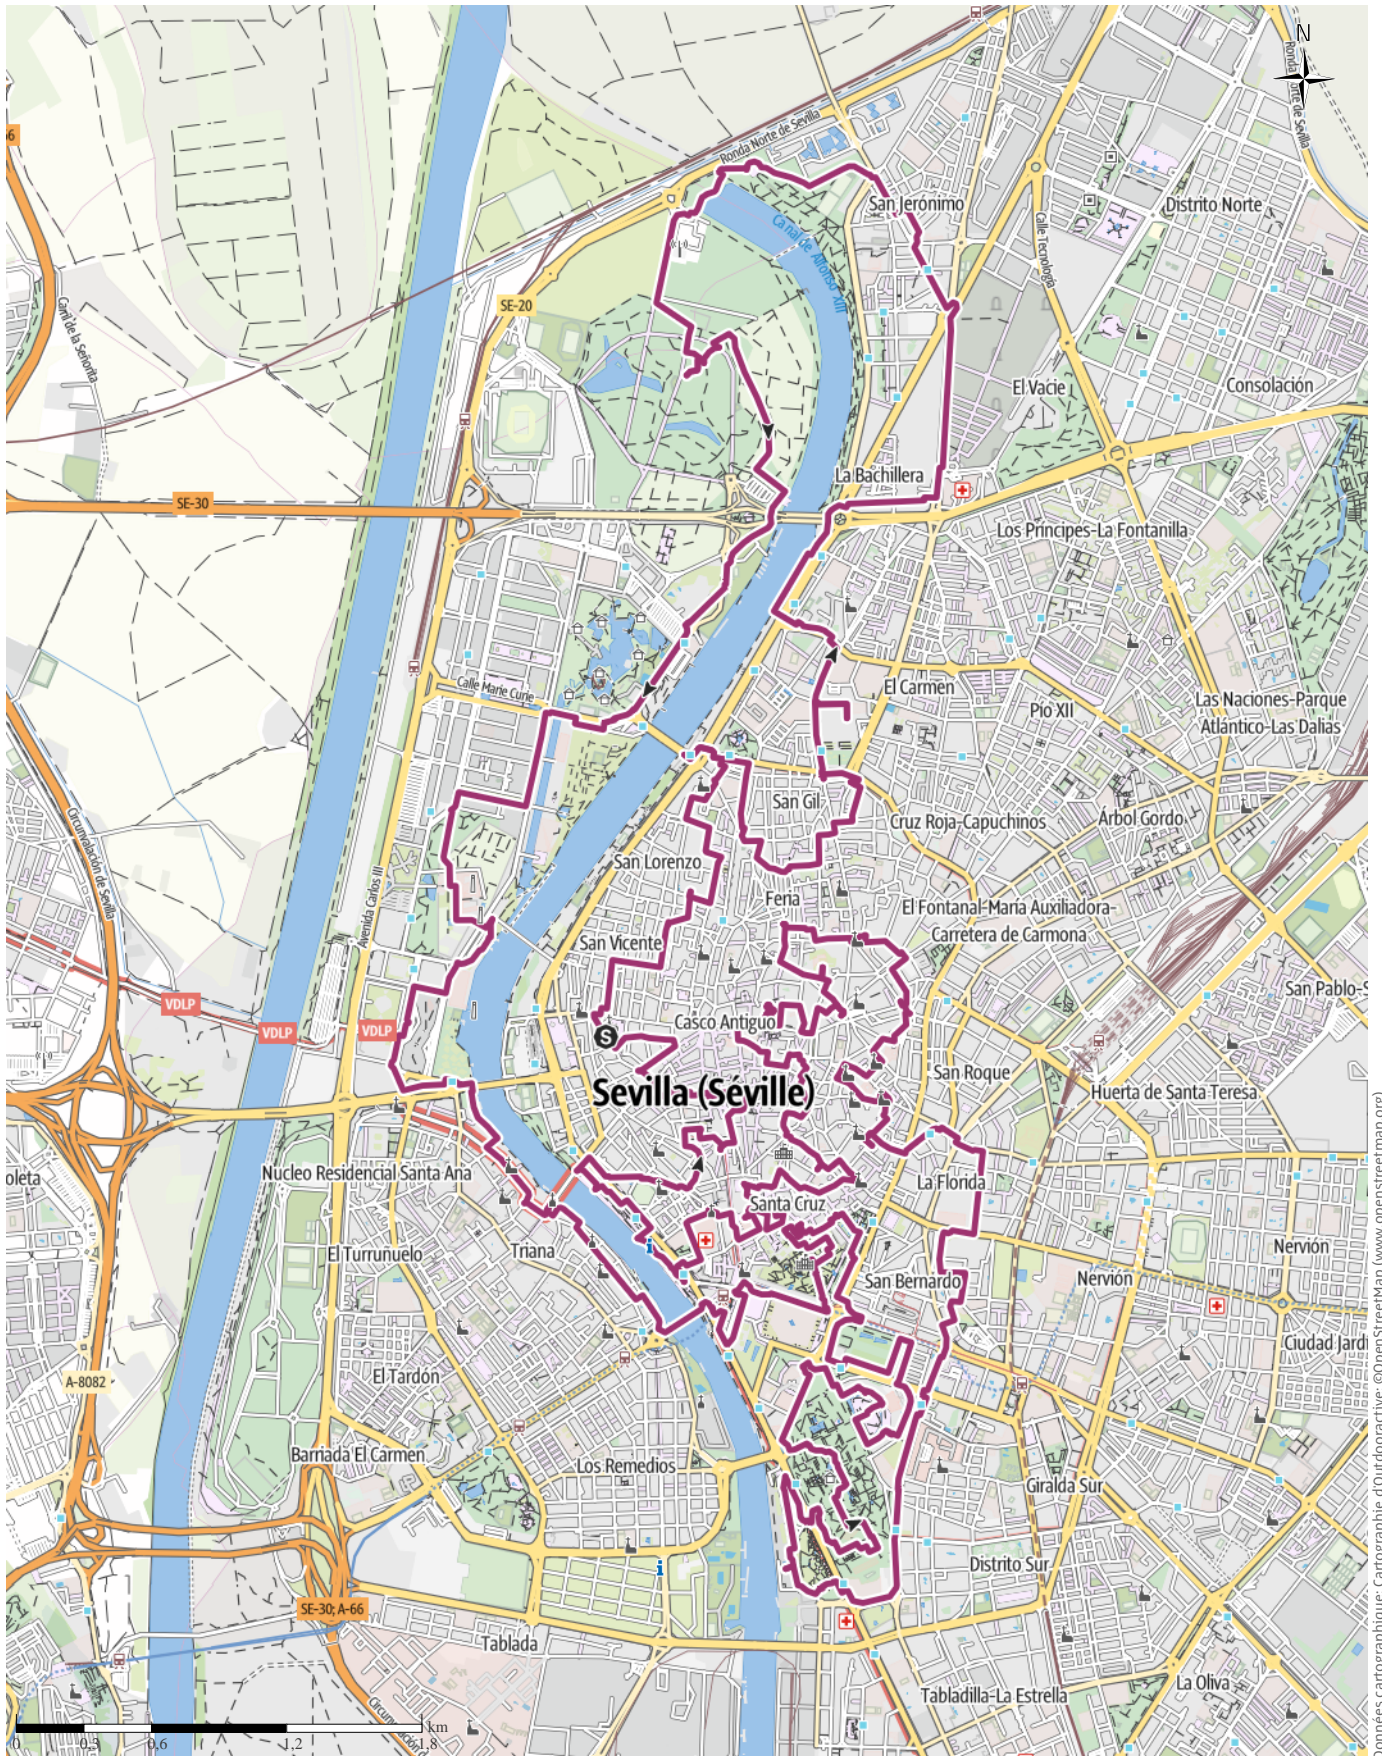 N
Ronda Norte de Sevilla
Ronda Norte de Sevilla
San Jerónimo
Distrito Norte
Canal de Alfonso XIII
Calle Tecnología
SE-20
Carril de la Señorita
El Vacie
Consolación
La Bachillera
SE-30
Los Príncipes-La Fontanilla
Calle Marie Curie
El Carmen
Pío XII
Las Naciones-Parque
Atlántico-Las Dalias
San Gil
Cruz Roja-Capuchinos
Árbol Gordo
Circunvalación de Sevilla
San Lorenzo
Feria
El Fontanal-María Auxiliadora-
Carretera de Carmona
Avenida Carlos III
San Vicente
San Pablo-S
VDLP
VDLP
VDLP
S
Casco Antiguo
San Roque
Sevilla (Séville)
Huerta de Santa Teresa
oleta
Núcleo Residencial Santa Ana
La Florida
Santa Cruz
El Turruñuelo
Triana
Nervión
San Bernardo
Nervión
Ciudad Jardí
A-8082
El Tardón
Barriada El Carmen
Los Remedios
Giralda Sur
Distrito Sur
SE-30; A-66
Tablada
Tabladilla-La Estrella
La Oliva
km
0
0,3
0,6
1,2
1,8
Données cartographique: Cartographie d'Outdooractive; ©OpenStreetMap (www.openstreetmap.org)